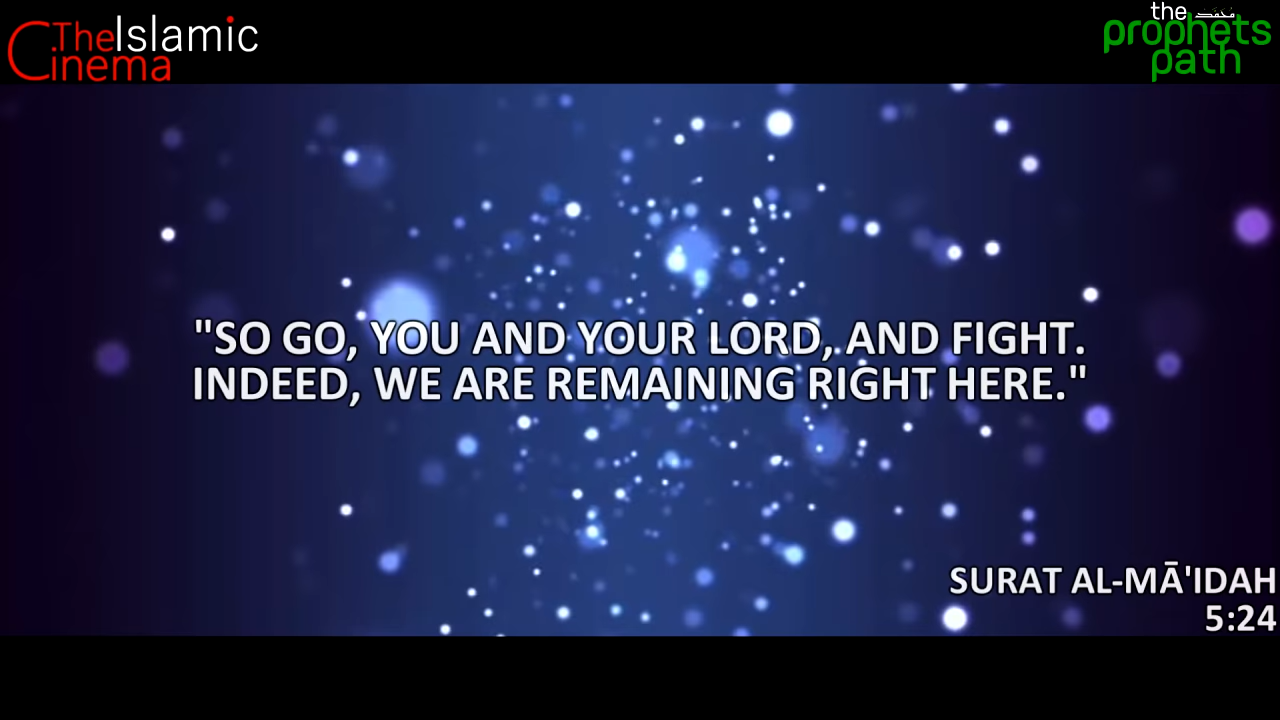 The Islamic
Cinema
the محمد
prophets
path
"SO GO, YOU AND YOUR LORD, AND FIGHT.
INDEED, WE ARE REMAINING RIGHT HERE."
SURAT AL-MĀ'IDAH
5:24